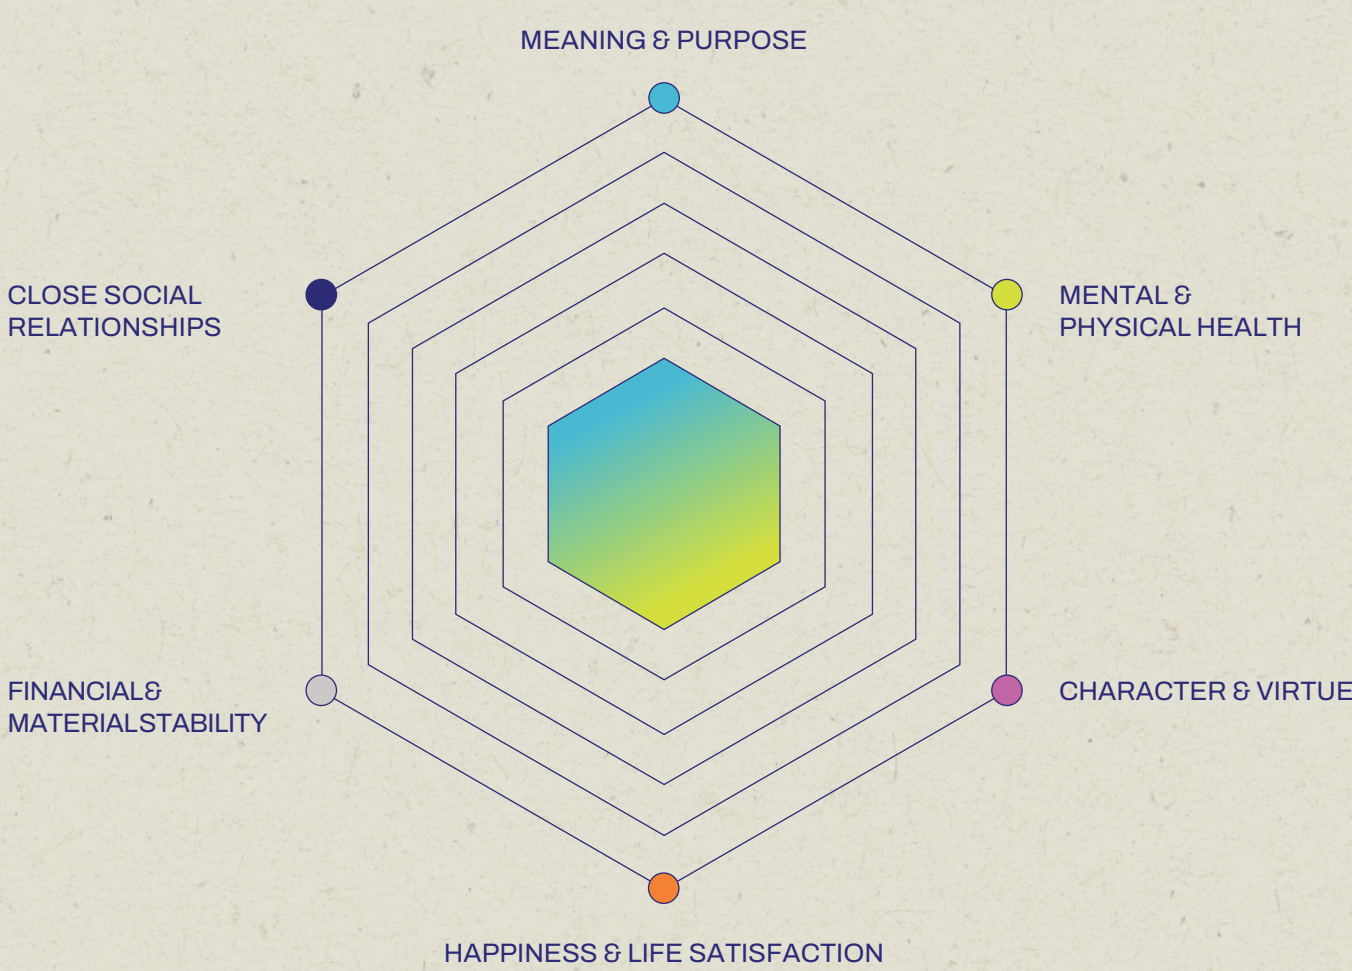 MEANING & PURPOSE
CLOSE SOCIAL
RELATIONSHIPS
MENTAL &
PHYSICAL HEALTH
FINANCIAL&
MATERIALSTABILITY
CHARACTER & VIRTUE
HAPPINESS & LIFE SATISFACTION